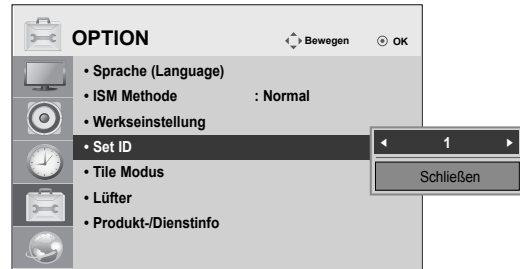 OPTION
Bewegen
OK
• Sprache (Language)
• ISM Methode : Normal
• Werkseinstellung
• Set ID
◄ 1 ►
• Tile Modus
Schließen
• Lüfter
• Produkt-/Dienstinfo